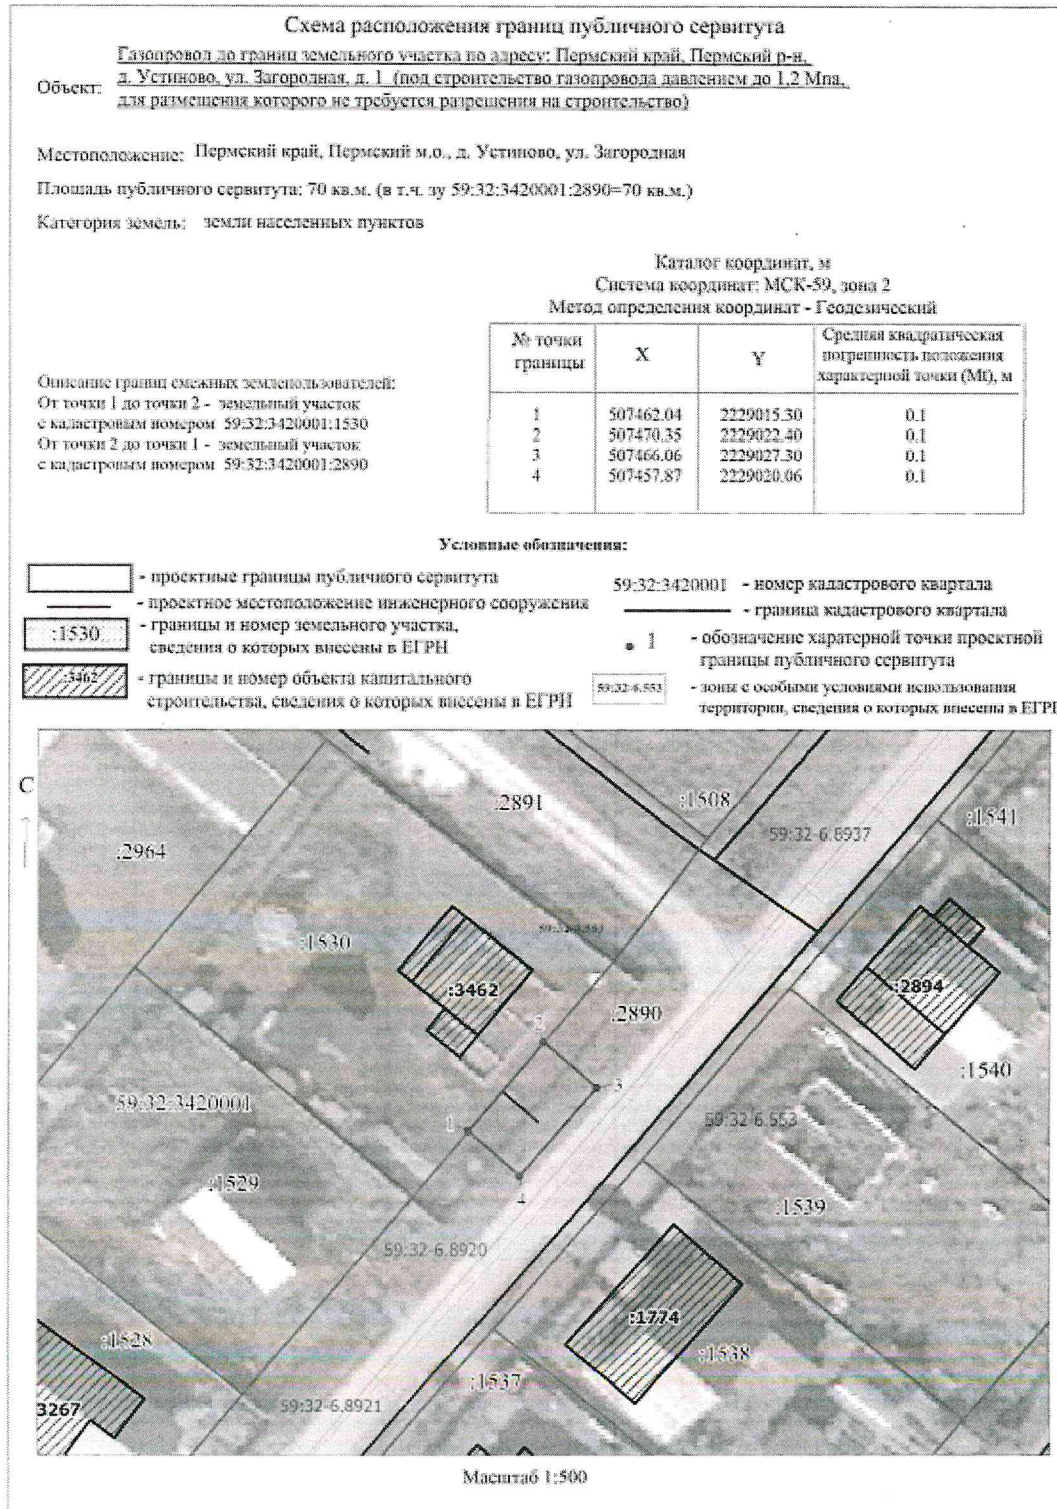 Схема расположения границ публичного сервитута
Газопровод до границ земельного участка по адресу: Пермский край, Пермский р-н,
Объект: д. Устиново, ул. Загородная, д. 1 (под строительство газопровода давлением до 1,2 Мпа,
для размещения которого не требуется разрешения на строительство)
Местоположение: Пермский край, Пермский м.о., д. Устиново, ул. Загородная
Площадь публичного сервитута: 70 кв.м. (в т.ч. зу 59:32:3420001:2890=70 кв.м.)
Категория земель: земли населенных пунктов
Каталог координат, м
Система координат: МСК-59, зона 2
Метод определения координат - Геодезический
№ точки границы X Y Средняя квадратическая погрешность положения характерной точки (Mt), м
1 507462.04 2229015.30 0.1
2 507470.35 2229022.40 0.1
3 507466.06 2229027.30 0.1
4 507457.87 2229020.06 0.1
Описание границ смежных землепользователей:
От точки 1 до точки 2 - земельный участок
с кадастровым номером 59:32:3420001:1530
От точки 2 до точки 1 - земельный участок
с кадастровым номером 59:32:3420001:2890
Условные обозначения:
- проектные границы публичного сервитута
- проектное местоположение инженерного сооружения
:1530 - границы и номер земельного участка,
сведения о которых внесены в ЕГРН
:3462 - границы и номер объекта капитального
строительства, сведения о которых внесены в ЕГРН
59:32:3420001 - номер кадастрового квартала
- граница кадастрового квартала
1 - обозначение харатерной точки проектной
границы публичного сервитута
59:32-6.553 - зоны с особыми условиями использования
территории, сведения о которых внесены в ЕГРН
С
:2891
:1508
:1541
59:32-6.8937
:2964
:1530
59:32-6.553
:3462
:2894
:2890
2
:1540
3
59:32:3420001
1
59:32-6.553
:1529
4
:1539
59:32-6.8920
:1774
:1528
:1538
:1537
3267
59:32-6.8921
Масштаб 1:500